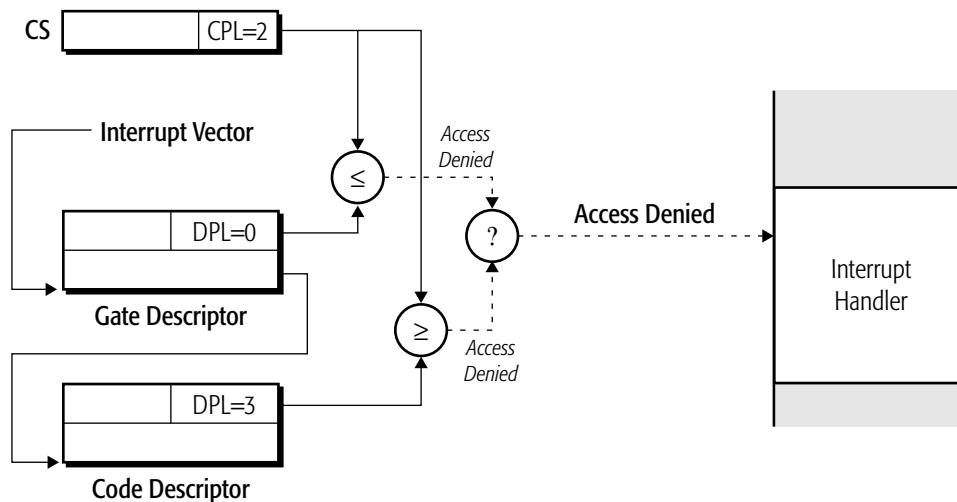 CS
CPL=2
Interrupt Vector
Access
Denied
≤
DPL=0
?
Access Denied
Interrupt
Handler
Gate Descriptor
≥
Access
Denied
DPL=3
Code Descriptor